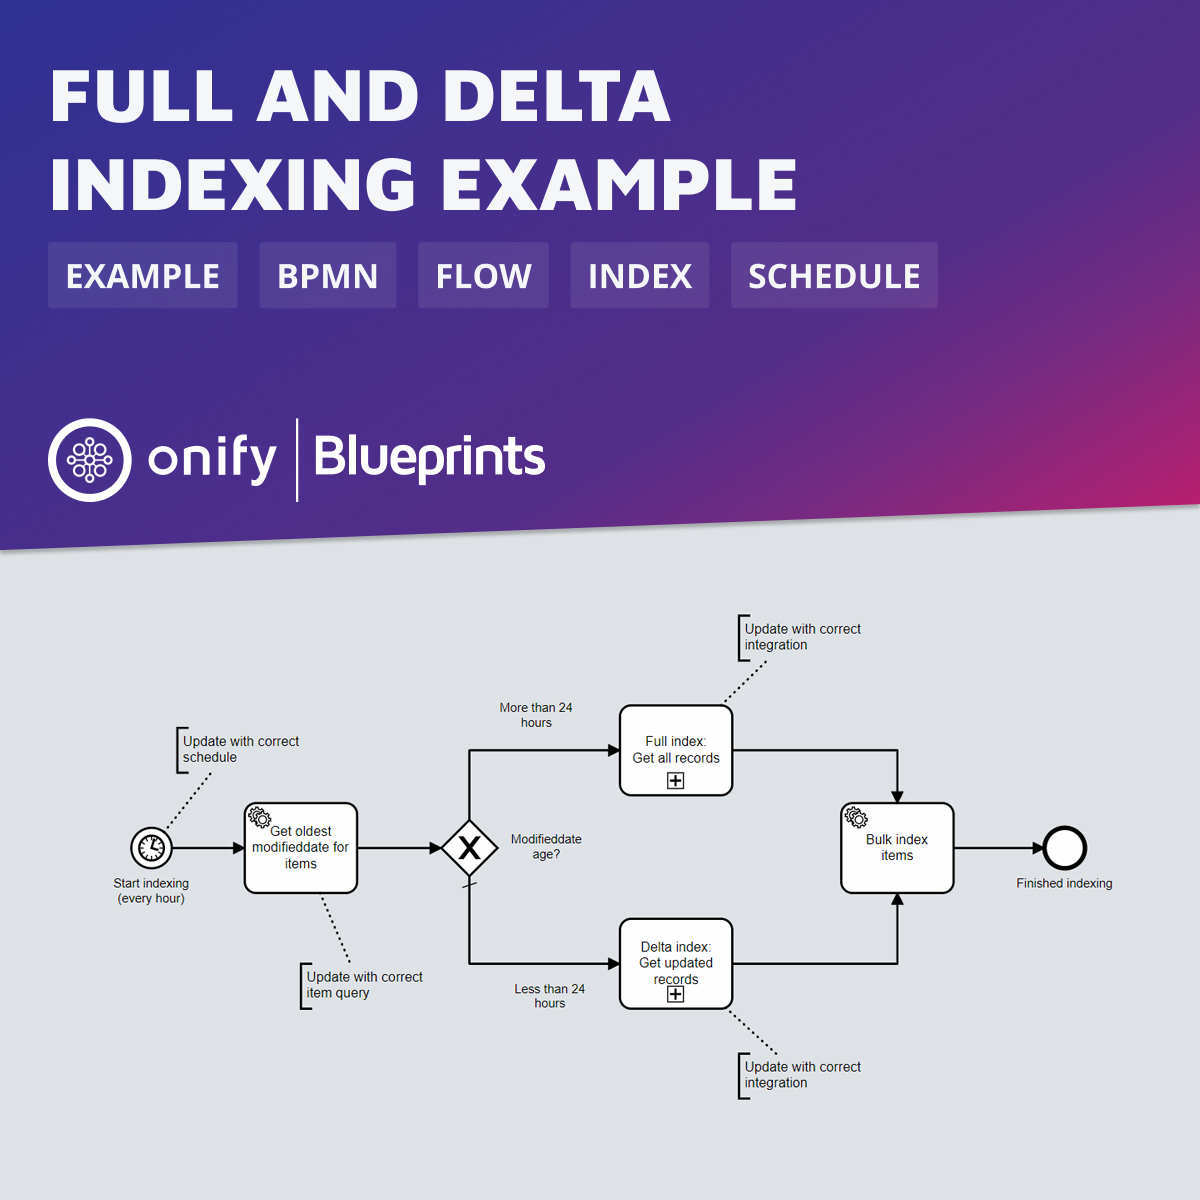 FULL AND DELTA
INDEXING EXAMPLE
EXAMPLE
BPMN
FLOW
INDEX
SCHEDULE
onify
Blueprints
Update with correct
integration
More than 24
hours
Update with correct
schedule
Full index:
Get all records
Get oldest
modifieddate for
items
X
Modifieddate
age?
Bulk index
items
Start indexing
(every hour)
Finished indexing
Delta index:
Get updated
records
Update with correct
item query
Less than 24
hours
Update with correct
integration